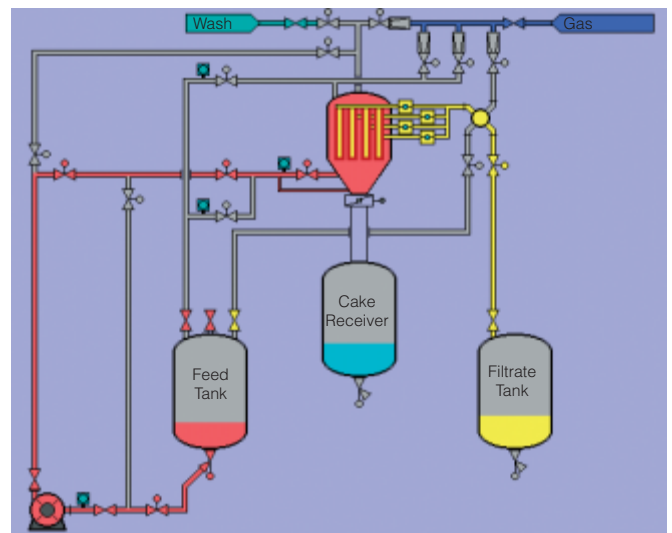 Wash
Gas
Cake
Receiver
Feed
Tank
Filtrate
Tank